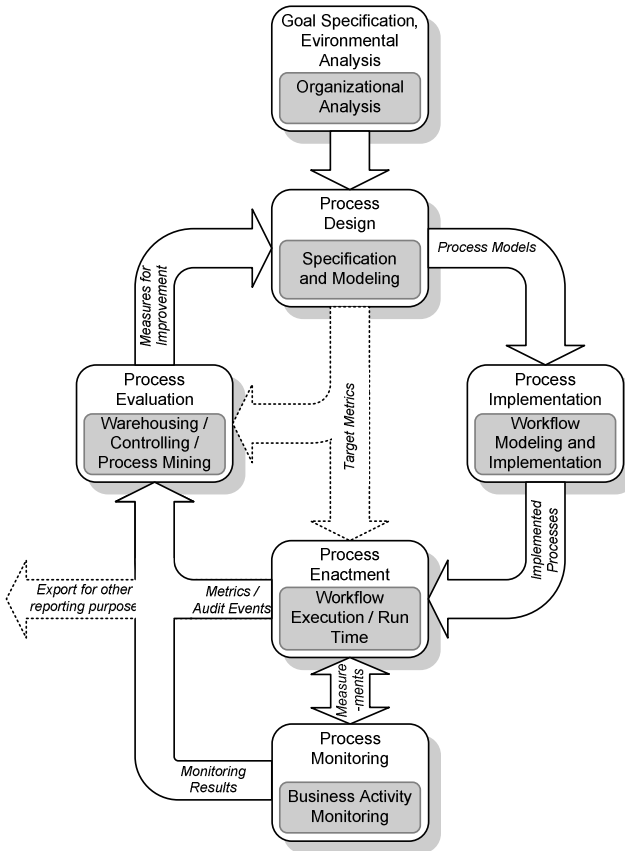 Goal Specification,
Evironmental
Analysis
Organizational
Analysis
Process
Design
Specification
and Modeling
Process Models
Measures for
Improvement
Process
Evaluation
Warehousing /
Controlling /
Process Mining
Target Metrics
Process
Implementation
Workflow
Modeling and
Implementation
Implemented
Processes
Process
Enactment
Workflow
Execution / Run
Time
Export for other
reporting purpose
Metrics /
Audit Events
Measure
-ments
Process
Monitoring
Business Activity
Monitoring
Monitoring
Results